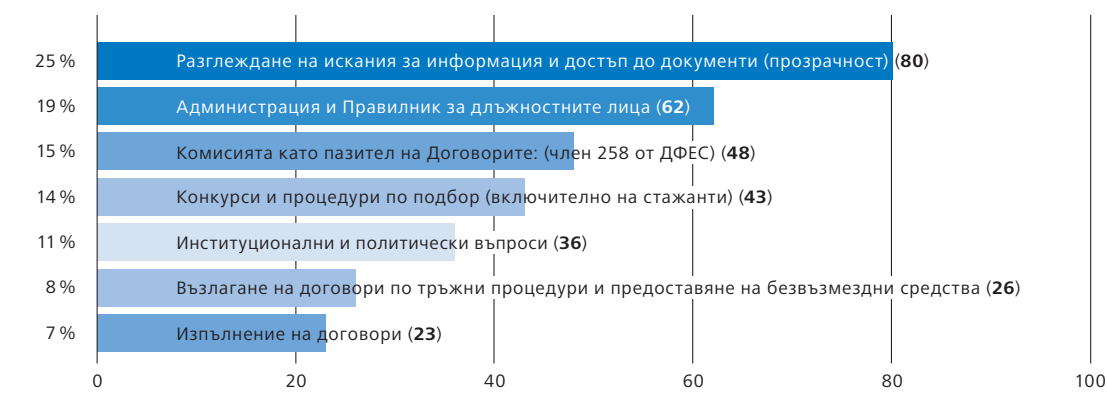 25 % Разглеждане на искания за информация и достъп до документи (прозрачност) (80)
19 % Администрация и Правилник за длъжностните лица (62)
15 % Комисията като пазител на Договорите: (член 258 от ДФЕС) (48)
14 % Конкурси и процедури по подбор (включително на стажанти) (43)
11 % Институционални и политически въпроси (36)
8 % Възлагане на договори по тръжни процедури и предоставяне на безвъзмездни средства (26)
7 % Изпълнение на договори (23)
0 20 40 60 80 100